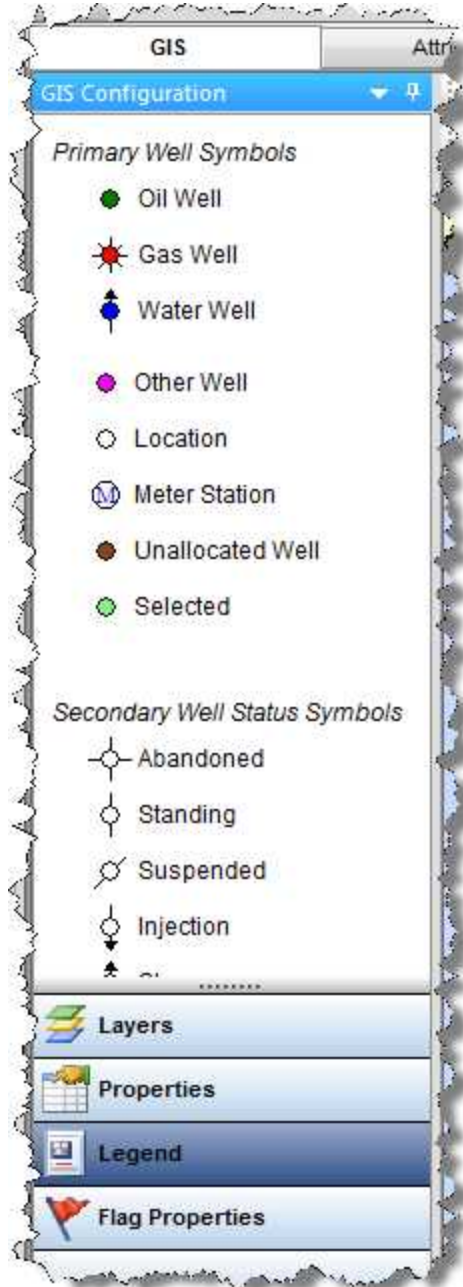 GIS
Attri
GIS Configuration
Primary Well Symbols
Oil Well
Gas Well
Water Well
Other Well
Location
M Meter Station
Unallocated Well
Selected
Secondary Well Status Symbols
Abandoned
Standing
Suspended
Injection
Layers
Properties
Legend
Flag Properties